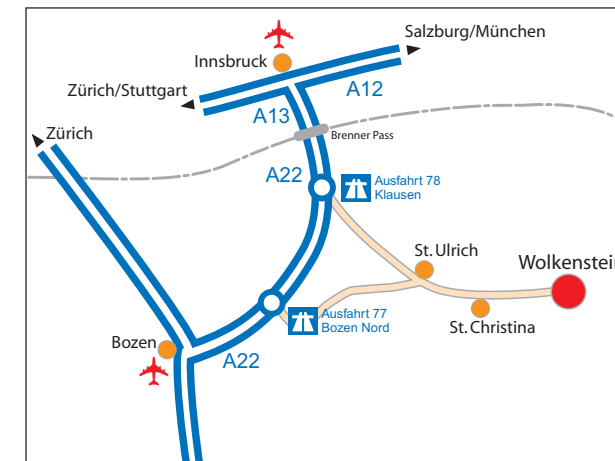 Salzburg/München
Innsbruck
Zürich/Stuttgart
A12
A13
Zürich
Brenner Pass
A22
Ausfahrt 78
Klausen
St. Ulrich
Wolkenstein
Ausfahrt 77
Bozen Nord
St. Christina
Bozen
A22